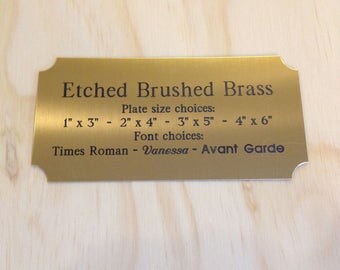 Etched Brushed Brass
Plate size choices:
1" x 3" - 2" x 4" - 3" x 5" - 4" x 6"
Font choices:
Times Roman - Vanessa - Avant Garde